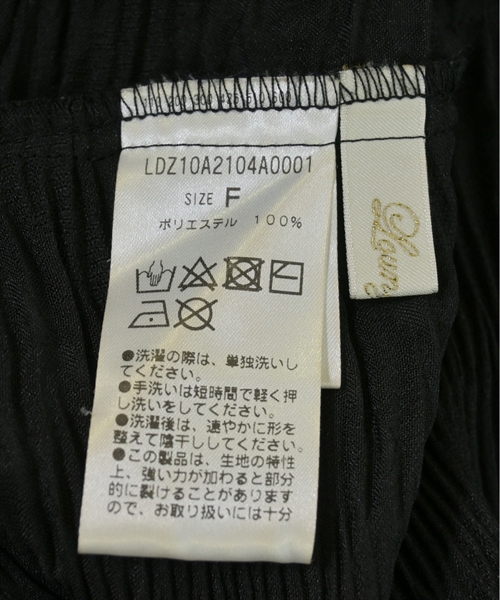 LDZ10A2104A0001
SIZE F
ポリエステル 100%
●洗濯の際は、単独洗いし
てください。
●手洗いは短時間で軽く押
し洗いをしてください。
●洗濯後は、速やかに形を
整えて陰干ししてください。
●この製品は、生地の特性
上、強い力が加わると部分
的に裂けることがあります
ので、お取り扱いには十分